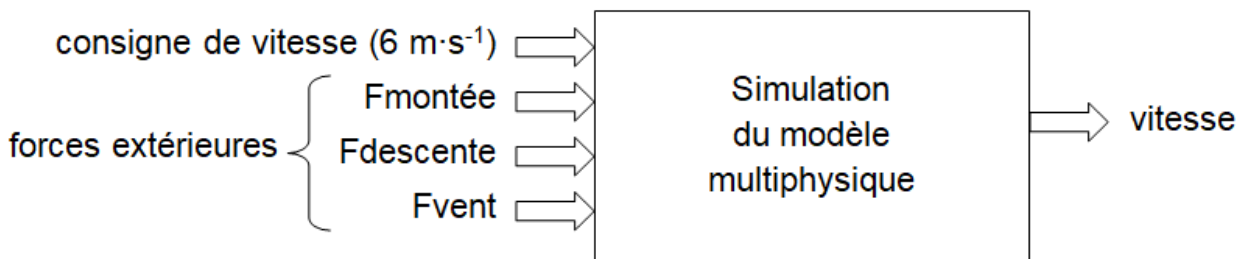 consigne de vitesse (6 m·s⁻¹)
Fmontée
forces extérieures
Fdescente
Fvent
Simulation
du modèle
multiphysique
vitesse